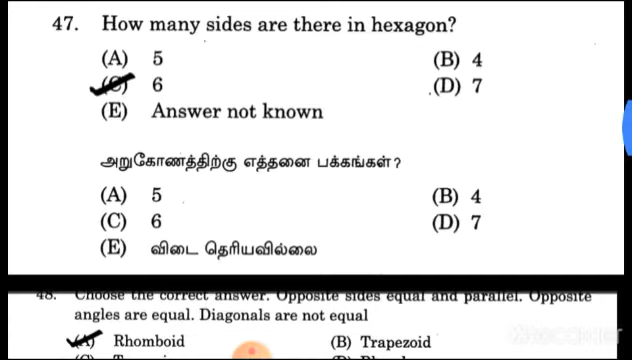 47. How many sides are there in hexagon?
(A) 5 (B) 4
(C) 6 (D) 7
(E) Answer not known
அறுகோணத்திற்கு எத்தனை பக்கங்கள்?
(A) 5 (B) 4
(C) 6 (D) 7
(E) விடை தெரியவில்லை
48. Choose the correct answer. Opposite sides equal and parallel. Opposite
angles are equal. Diagonals are not equal
(A) Rhomboid (B) Trapezoid